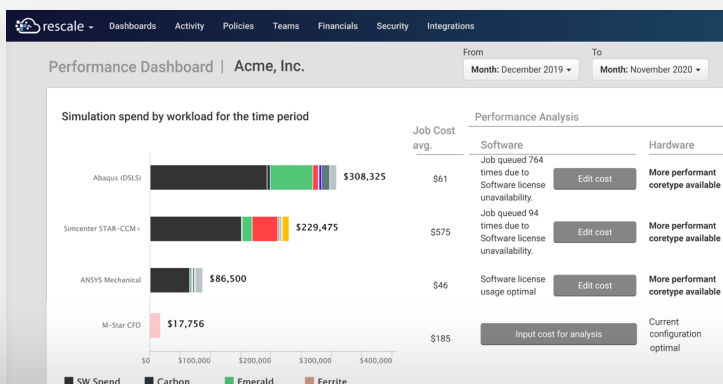 rescale
Dashboards Activity Policies Teams Financials Security Integrations
Performance Dashboard | Acme, Inc.
From
Month: December 2019
To
Month: November 2020
Simulation spend by workload for the time period
Job Cost
avg.
Performance Analysis
Software
Hardware
Abaqus (DSLS)
$308,325
$61
Job queued 764
times due to
Software license
unavailability.
Edit cost
More performant
coretype available
Simcenter STAR-CCM+
$229,475
$575
Job queued 94
times due to
Software license
unavailability.
Edit cost
More performant
coretype available
ANSYS Mechanical
$86,500
$46
Software license
usage optimal
Edit cost
More performant
coretype available
M-Star CFD
$17,756
$185
Input cost for analysis
Current
configuration
optimal
$0 $100,000 $200,000 $300,000 $400,000
SW Spend Carbon Emerald Ferrite